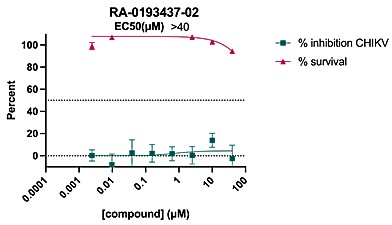 RA-0193437-02
EC50(µM) >40
% inhibition CHIKV
% survival
Percent
100
80
60
40
20
0
0.0001
0.001
0.01
0.1
1
10
100
[compound] (µM)